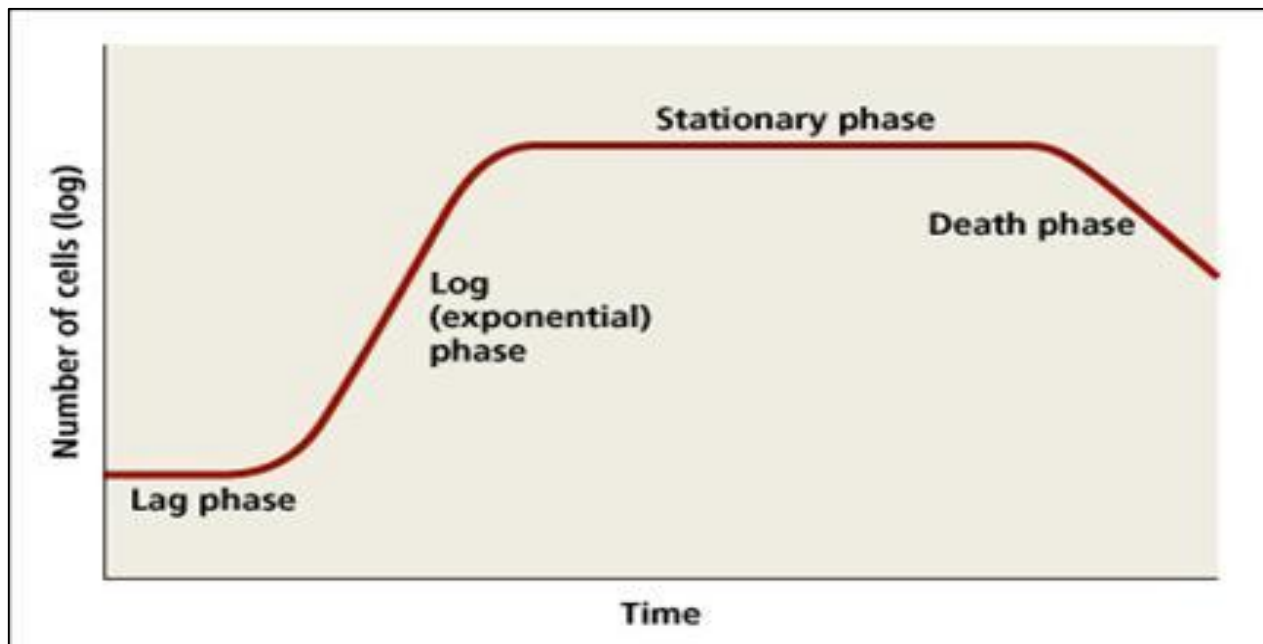 Stationary phase
Death phase
Number of cells (log)
Log
(exponential)
phase
Lag phase
Time